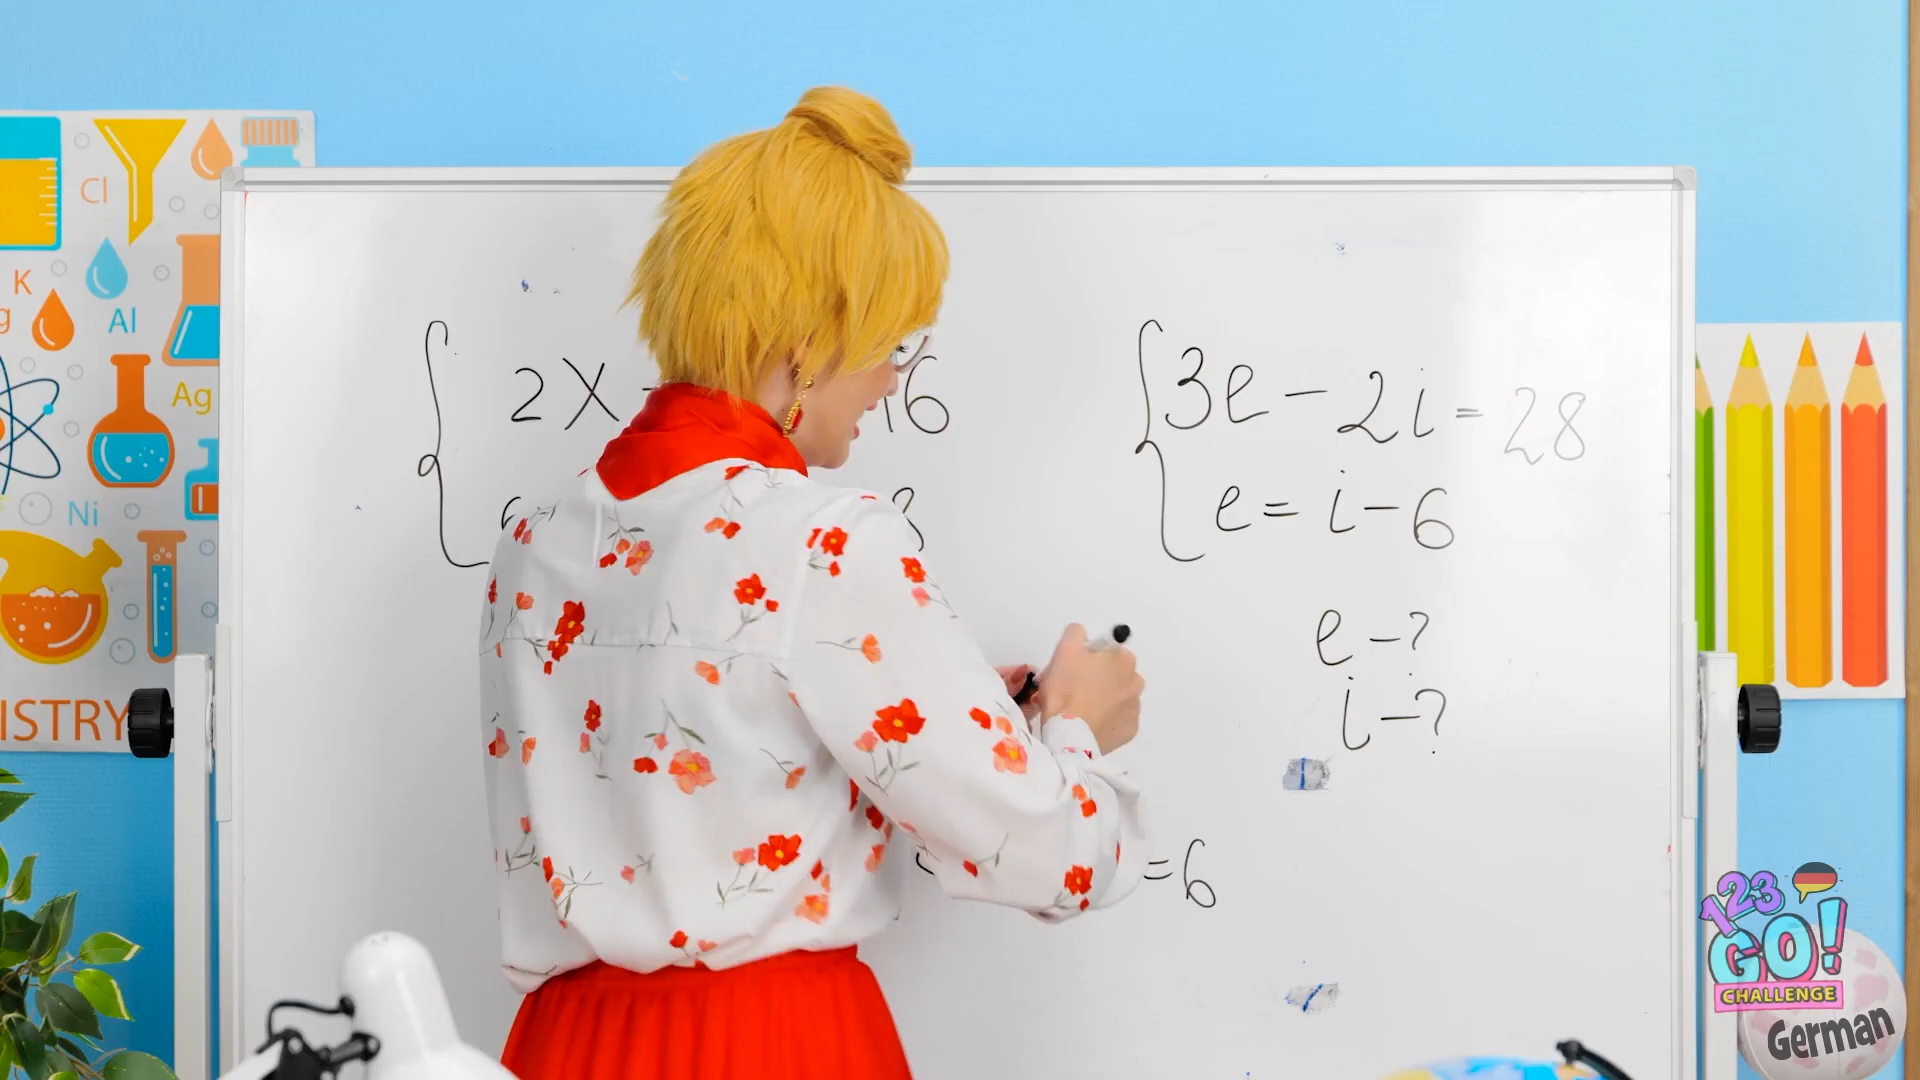 Cl
K
Al
Ag
Ni
ISTRY
2x
16
3e - 2i = 28
e = i - 6
e - ?
i - ?
= 6
123
GO!
CHALLENGE
German